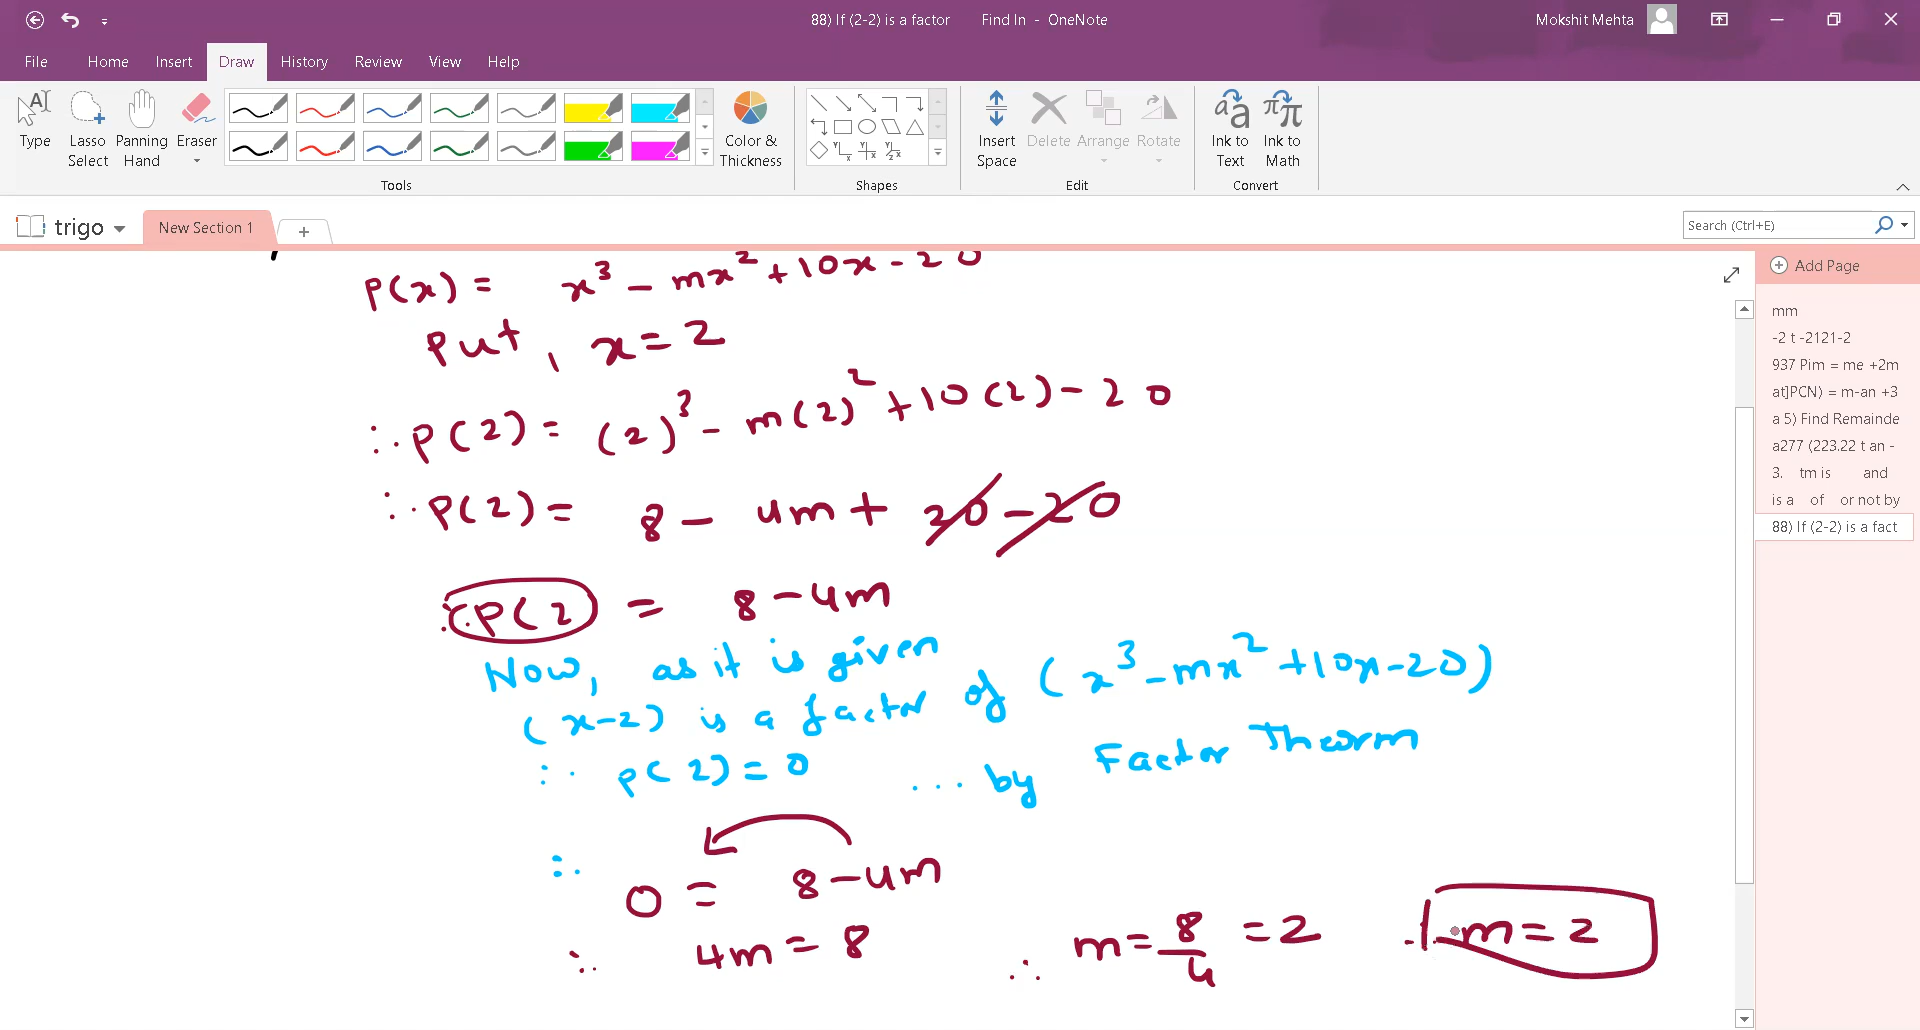 88) If (2-2) is a factor Find In - OneNote
Mokshit Mehta
File Home Insert Draw History Review View Help
Type
Lasso Select
Panning Hand
Eraser
Color & Thickness
Insert Space
Delete
Arrange
Rotate
Ink to Text
Ink to Math
Tools
Shapes
Edit
Convert
trigo
New Section 1
Search (Ctrl+E)
P(x) = x³ - mx² + 10x - 20
Put, x = 2
∴ P(2) = (2)³ - m(2)² + 10(2) - 20
∴ P(2) = 8 - 4m + 20 - 20
∴ P(2) = 8 - 4m
Now, as it is given
(x-2) is a factor of (x³ - mx² + 10x - 20)
∴ P(2) = 0 ... by Factor Theorm
∴ 0 = 8 - 4m
∴ 4m = 8 ∴ m = 8/4 = 2 ∴ m = 2
Add Page
mm
-2 t -2121-2
937 Pim = me +2m
at]PCN) = m-an +3
a 5) Find Remainde
a277 (223.22 t an -
3. tm is and
is a of or not by
88) If (2-2) is a fact